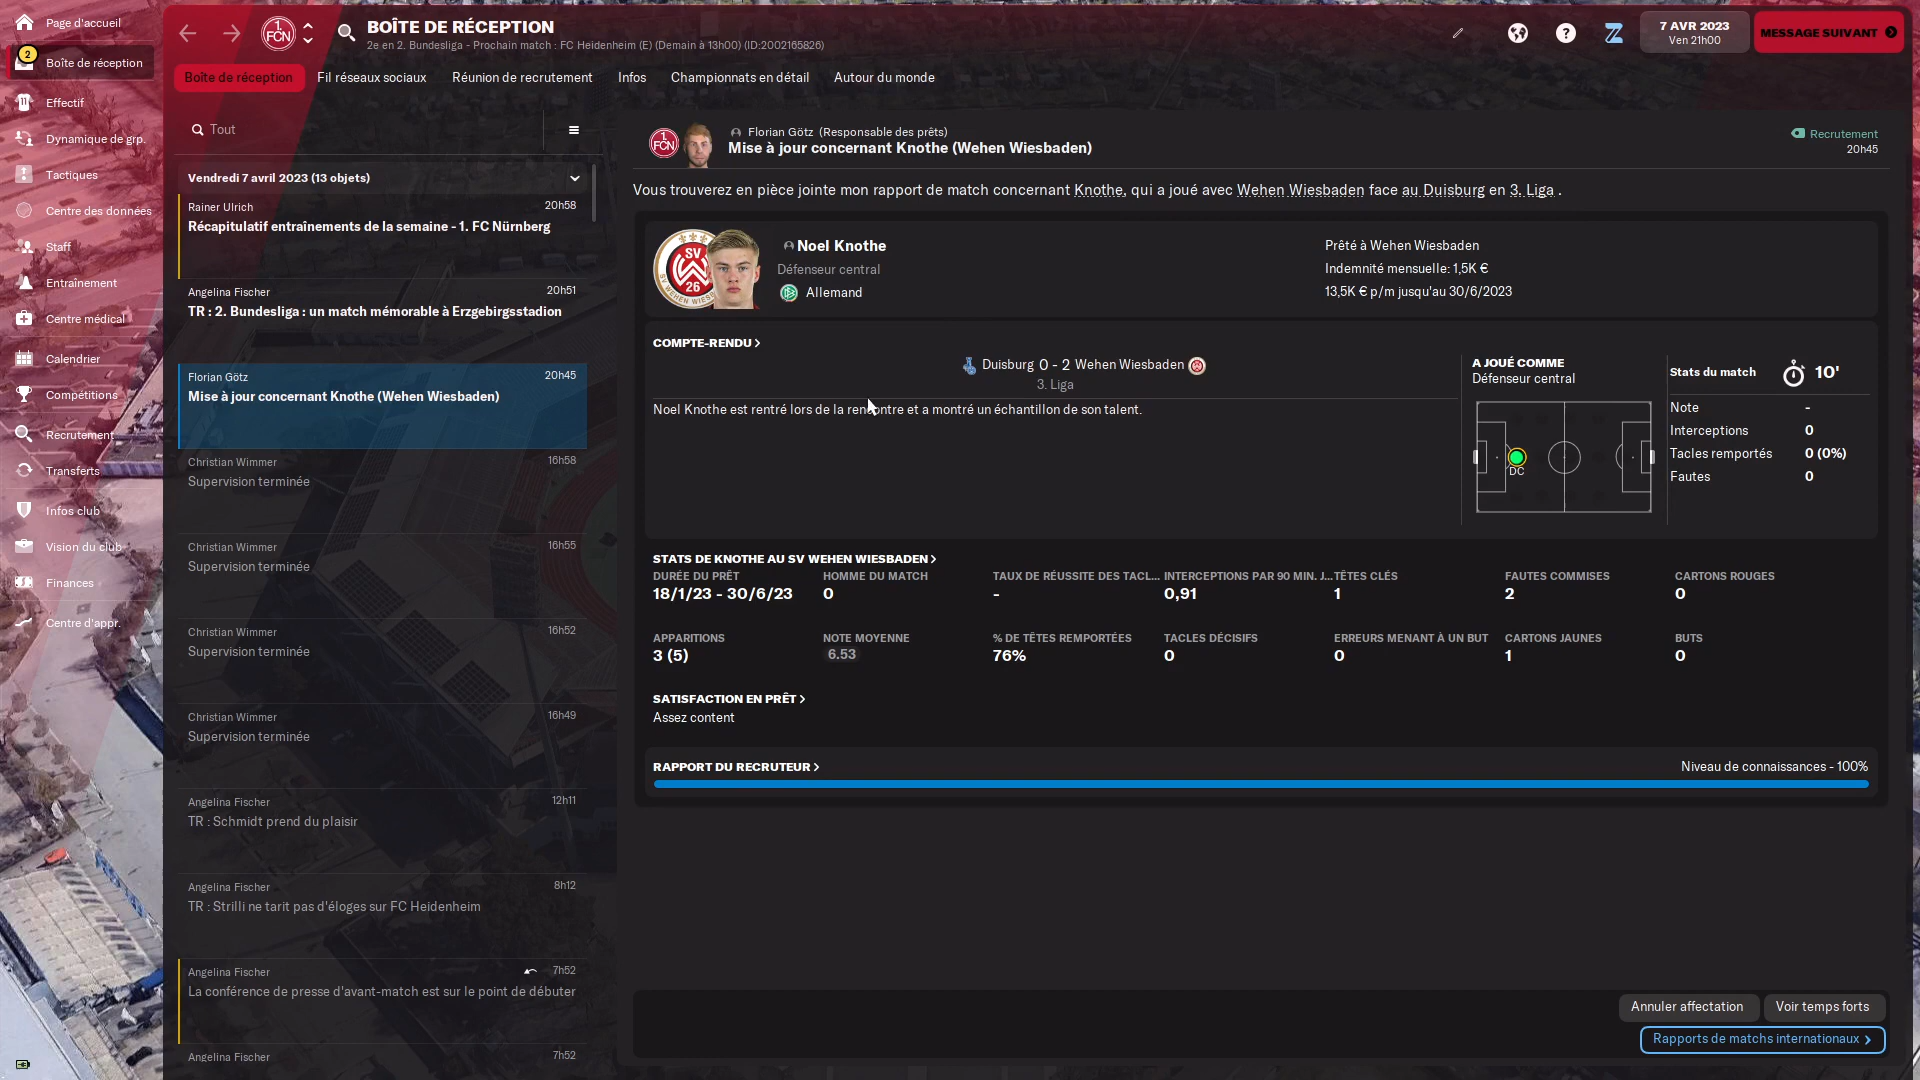 Page d'accueil
2
Boîte de réception
Effectif
Dynamique de grp.
Tactiques
Centre des données
Staff
Entraînement
Centre médical
Calendrier
Compétitions
Recrutement
Transferts
Infos club
Vision du club
Finances
Centre d'appr.
1.
FCN
BOÎTE DE RÉCEPTION
2e en 2. Bundesliga - Prochain match : FC Heidenheim (E) (Demain à 13h00) (ID:2002165826)
7 AVR 2023
Ven 21h00
MESSAGE SUIVANT
Boîte de réception
Fil réseaux sociaux
Réunion de recrutement
Infos
Championnats en détail
Autour du monde
Tout
Vendredi 7 avril 2023 (13 objets)
Rainer Ulrich
20h58
Récapitulatif entraînements de la semaine - 1. FC Nürnberg
Angelina Fischer
20h51
TR : 2. Bundesliga : un match mémorable à Erzgebirgsstadion
Florian Götz
20h45
Mise à jour concernant Knothe (Wehen Wiesbaden)
Christian Wimmer
16h58
Supervision terminée
Christian Wimmer
16h55
Supervision terminée
Christian Wimmer
16h52
Supervision terminée
Christian Wimmer
16h49
Supervision terminée
Angelina Fischer
12h11
TR : Schmidt prend du plaisir
Angelina Fischer
8h12
TR : Strilli ne tarit pas d'éloges sur FC Heidenheim
Angelina Fischer
7h52
La conférence de presse d'avant-match est sur le point de débuter
Angelina Fischer
7h52
Florian Götz (Responsable des prêts)
Mise à jour concernant Knothe (Wehen Wiesbaden)
Recrutement
20h45
Vous trouverez en pièce jointe mon rapport de match concernant Knothe, qui a joué avec Wehen Wiesbaden face au Duisburg en 3. Liga .
Noel Knothe
Défenseur central
Allemand
Prêté à Wehen Wiesbaden
Indemnité mensuelle: 1,5K €
13,5K € p/m jusqu'au 30/6/2023
COMPTE-RENDU
Duisburg 0 - 2 Wehen Wiesbaden
3. Liga
Noel Knothe est rentré lors de la rencontre et a montré un échantillon de son talent.
A JOUÉ COMME
Défenseur central
DC
Stats du match
10'
Note -
Interceptions 0
Tacles remportés 0 (0%)
Fautes 0
STATS DE KNOTHE AU SV WEHEN WIESBADEN
DURÉE DU PRÊT
18/1/23 - 30/6/23
HOMME DU MATCH
0
TAUX DE RÉUSSITE DES TACL...
-
INTERCEPTIONS PAR 90 MIN. J...
0,91
TÊTES CLÉS
1
FAUTES COMMISES
2
CARTONS ROUGES
0
APPARITIONS
3 (5)
NOTE MOYENNE
6.53
% DE TÊTES REMPORTÉES
76%
TACLES DÉCISIFS
0
ERREURS MENANT À UN BUT
0
CARTONS JAUNES
1
BUTS
0
SATISFACTION EN PRÊT
Assez content
RAPPORT DU RECRUTEUR
Niveau de connaissances - 100%
Annuler affectation
Voir temps forts
Rapports de matchs internationaux